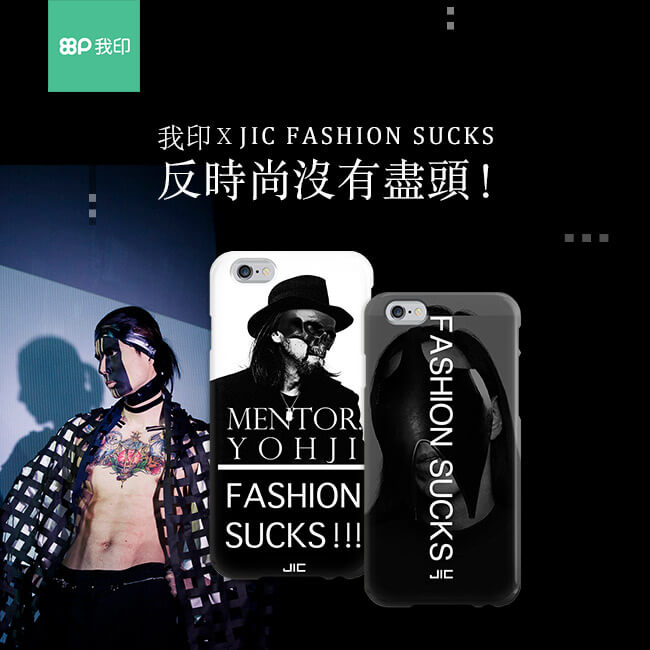 88P 我印
我印 X JIC FASHION SUCKS
反時尚沒有盡頭！
MENTOR
YOHJI
FASHION
SUCKS!!!
JIC
FASHION SUCKS
JIC